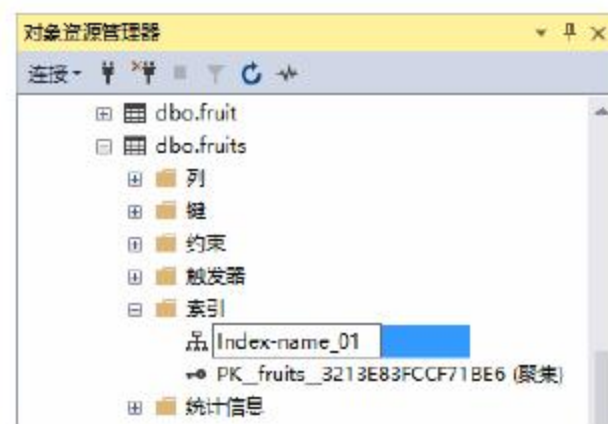 对象资源管理器
连接
dbo.fruit
dbo.fruits
列
键
约束
触发器
索引
Index-name_01
PK__fruits__3213E83FCCF71BE6 (聚集)
统计信息